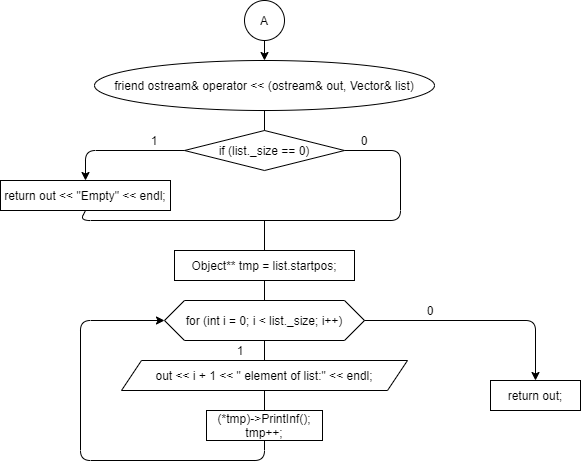 A
friend ostream& operator << (ostream& out, Vector& list)
1
0
if (list._size == 0)
return out << "Empty" << endl;
Object** tmp = list.startpos;
0
for (int i = 0; i < list._size; i++)
1
out << i + 1 << " element of list:" << endl;
return out;
(*tmp)->PrintInf();
tmp++;